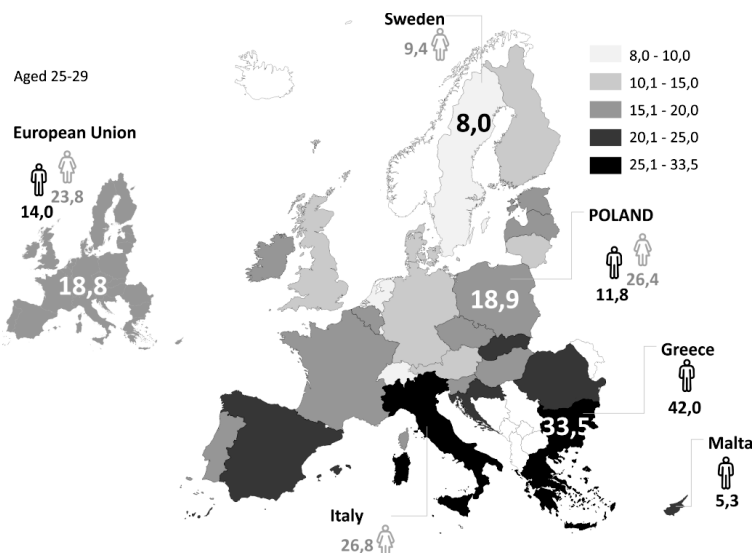 Sweden
9,4
8,0 - 10,0
10,1 - 15,0
15,1 - 20,0
20,1 - 25,0
25,1 - 33,5
Aged 25-29
8,0
European Union
23,8
14,0
18,8
POLAND
26,4
11,8
18,9
Greece
42,0
33,5
Malta
5,3
Italy
26,8